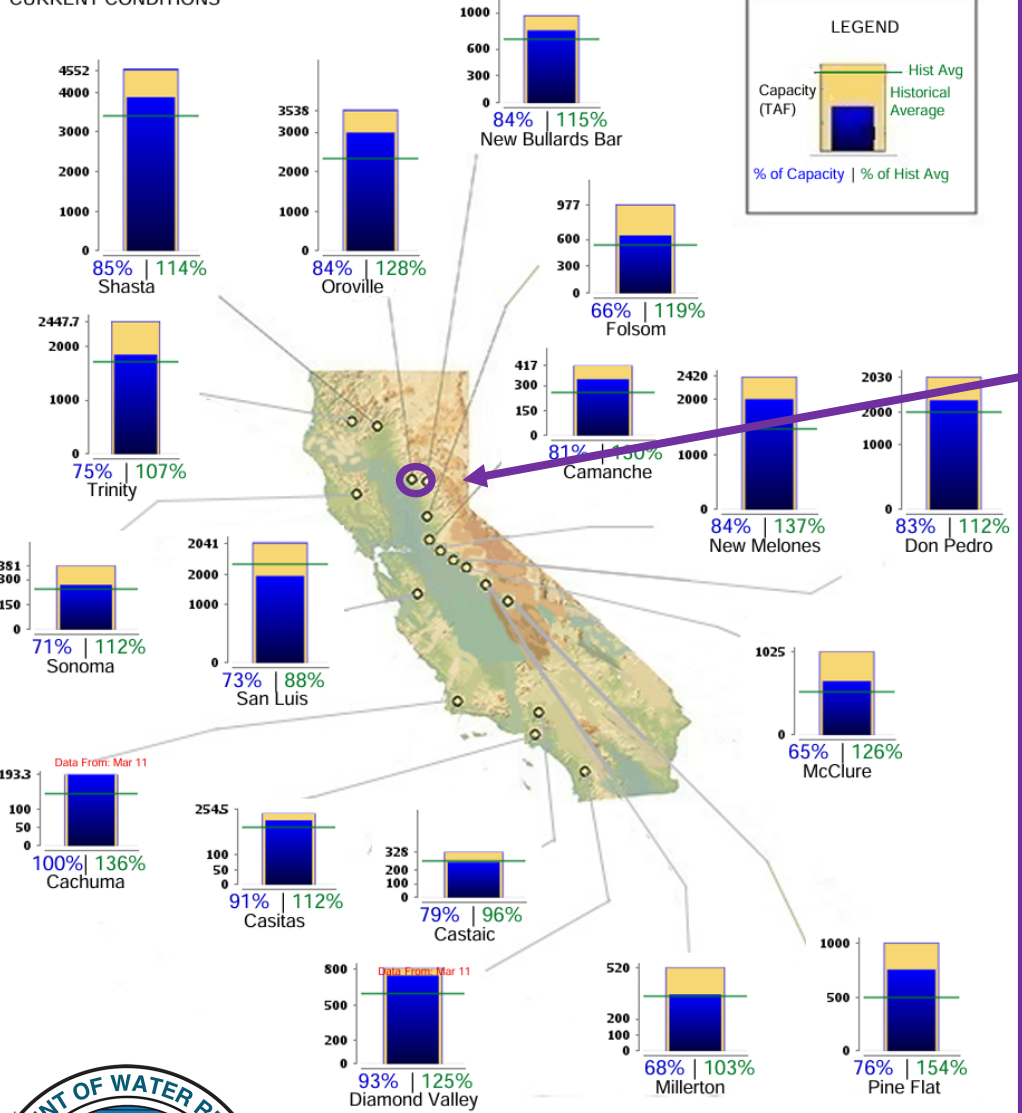 CURRENT CONDITIONS
LEGEND
Capacity
(TAF)
Hist Avg
Historical
Average
% of Capacity | % of Hist Avg
4552
4000
3000
2000
1000
0
85% | 114%
Shasta
3538
3000
2000
1000
0
84% | 128%
Oroville
1000
600
300
0
84% | 115%
New Bullards Bar
977
600
300
0
66% | 119%
Folsom
2447.7
2000
1000
0
75% | 107%
Trinity
417
300
150
0
81% |
Camanche
2420
2000
1000
0
84% | 137%
New Melones
2030
2000
1000
0
83% | 112%
Don Pedro
381
300
150
0
71% | 112%
Sonoma
2041
2000
1000
0
73% | 88%
San Luis
1025
0
65% | 126%
McClure
Data From: Mar 11
193.3
100
50
0
100% | 136%
Cachuma
254.5
100
50
0
91% | 112%
Casitas
328
200
100
0
79% | 96%
Castaic
Data From: Mar 11
800
500
200
0
93% | 125%
Diamond Valley
520
200
100
0
68% | 103%
Millerton
1000
500
0
76% | 154%
Pine Flat
OF WATER